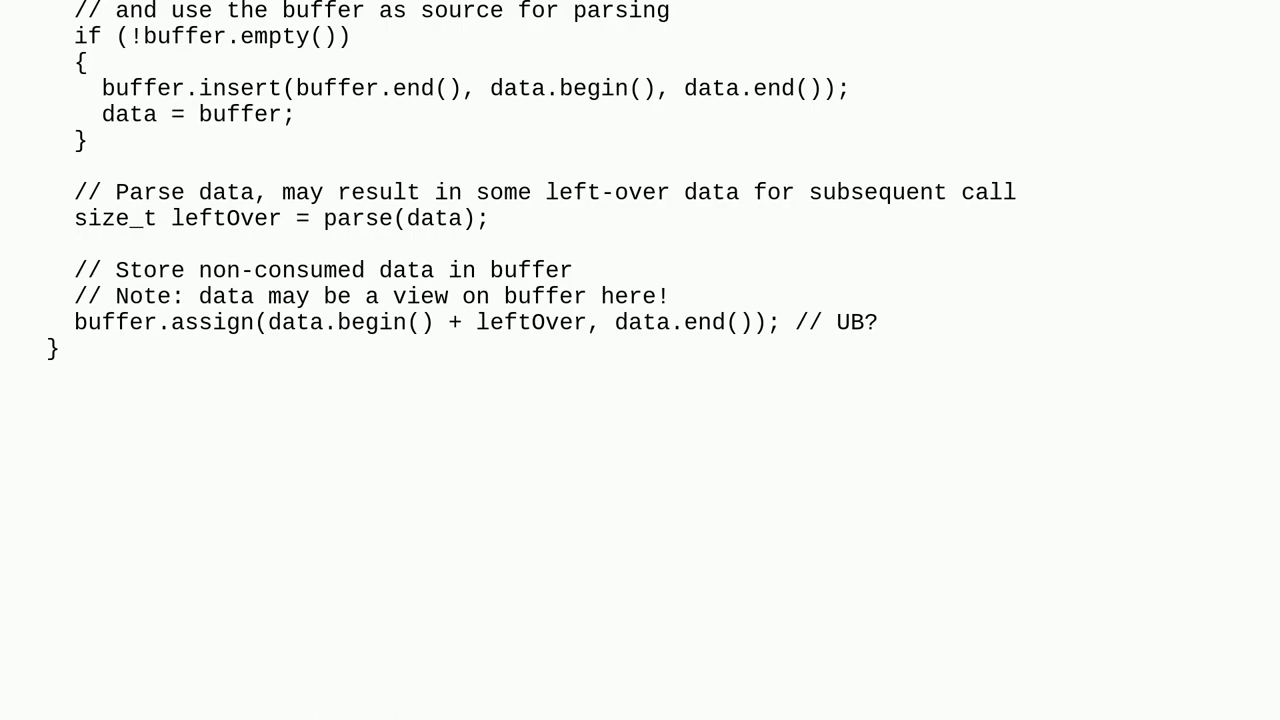 // and use the buffer as source for parsing
if (!buffer.empty())
{
buffer.insert(buffer.end(), data.begin(), data.end());
data = buffer;
}
// Parse data, may result in some left-over data for subsequent call
size_t leftOver = parse(data);
// Store non-consumed data in buffer
// Note: data may be a view on buffer here!
buffer.assign(data.begin() + leftOver, data.end()); // UB?
}